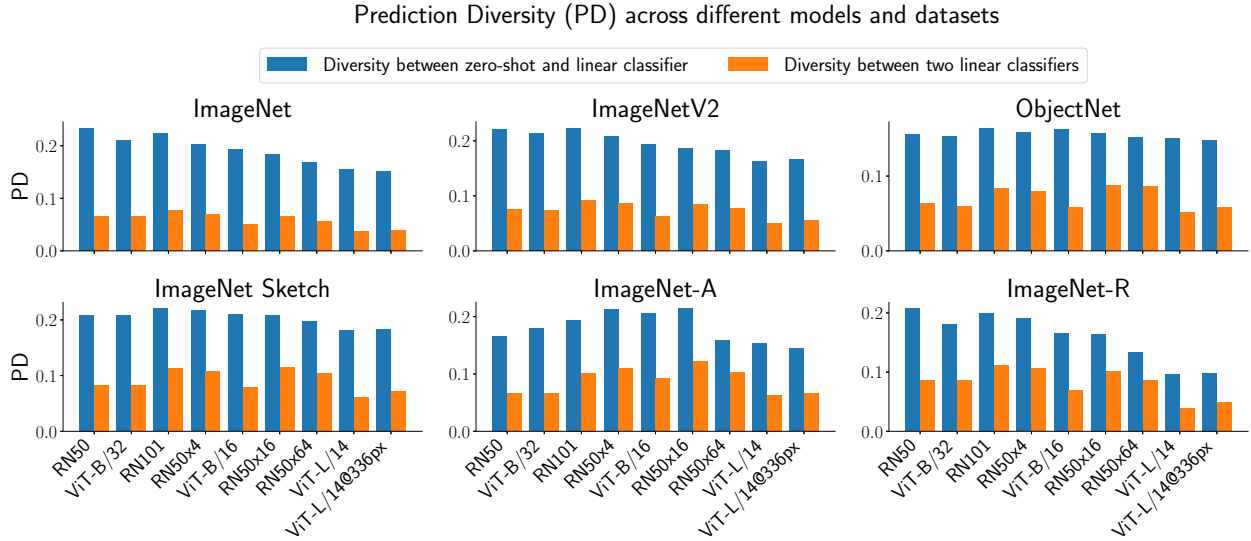 Prediction Diversity (PD) across different models and datasets
Diversity between zero-shot and linear classifier
Diversity between two linear classifiers
ImageNet
ImageNetV2
ObjectNet
PD
0.2
0.1
0.0
0.2
0.1
0.0
0.1
0.0
ImageNet Sketch
ImageNet-A
ImageNet-R
PD
0.2
0.1
0.0
0.2
0.1
0.0
0.2
0.1
0.0
RN50
ViT-B/32
RN101
RN50x4
ViT-B/16
RN50x16
RN50x64
ViT-L/14
ViT-L/14@336px
RN50
ViT-B/32
RN101
RN50x4
ViT-B/16
RN50x16
RN50x64
ViT-L/14
ViT-L/14@336px
RN50
ViT-B/32
RN101
RN50x4
ViT-B/16
RN50x16
RN50x64
ViT-L/14
ViT-L/14@336px